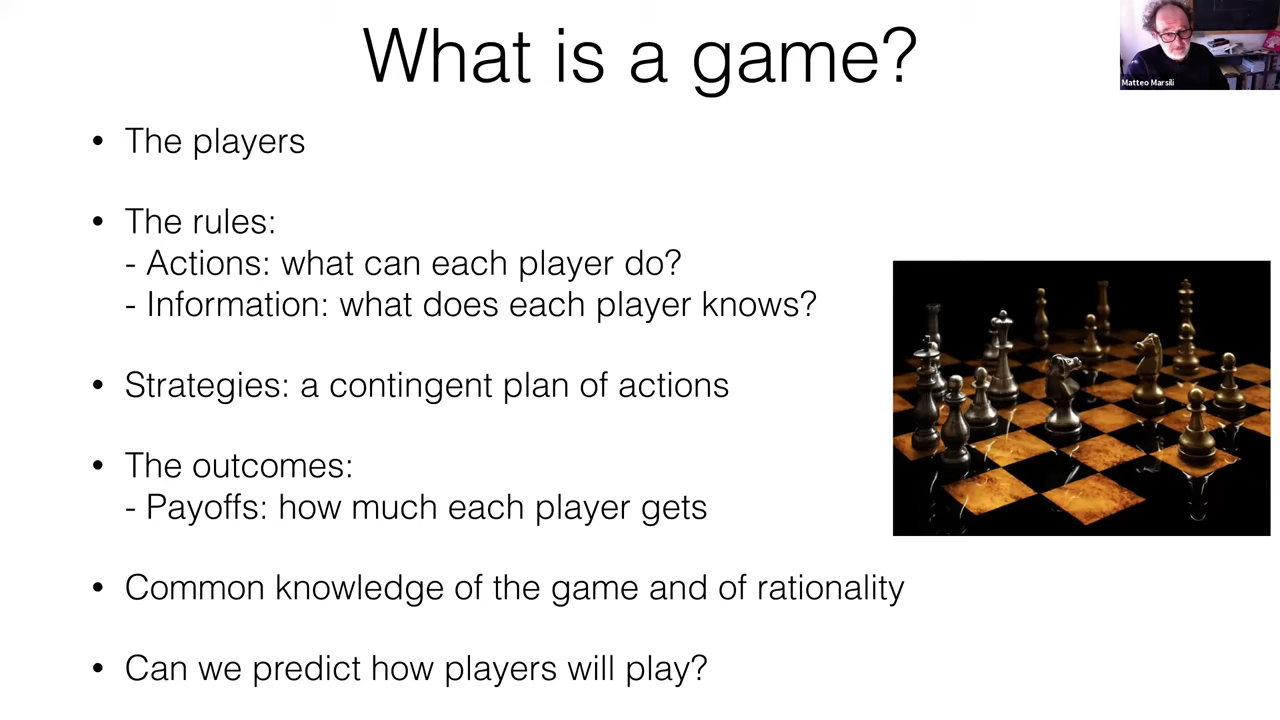 What is a game?
Matteo Marsili
• The players
• The rules:
- Actions: what can each player do?
- Information: what does each player knows?
• Strategies: a contingent plan of actions
• The outcomes:
- Payoffs: how much each player gets
• Common knowledge of the game and of rationality
• Can we predict how players will play?